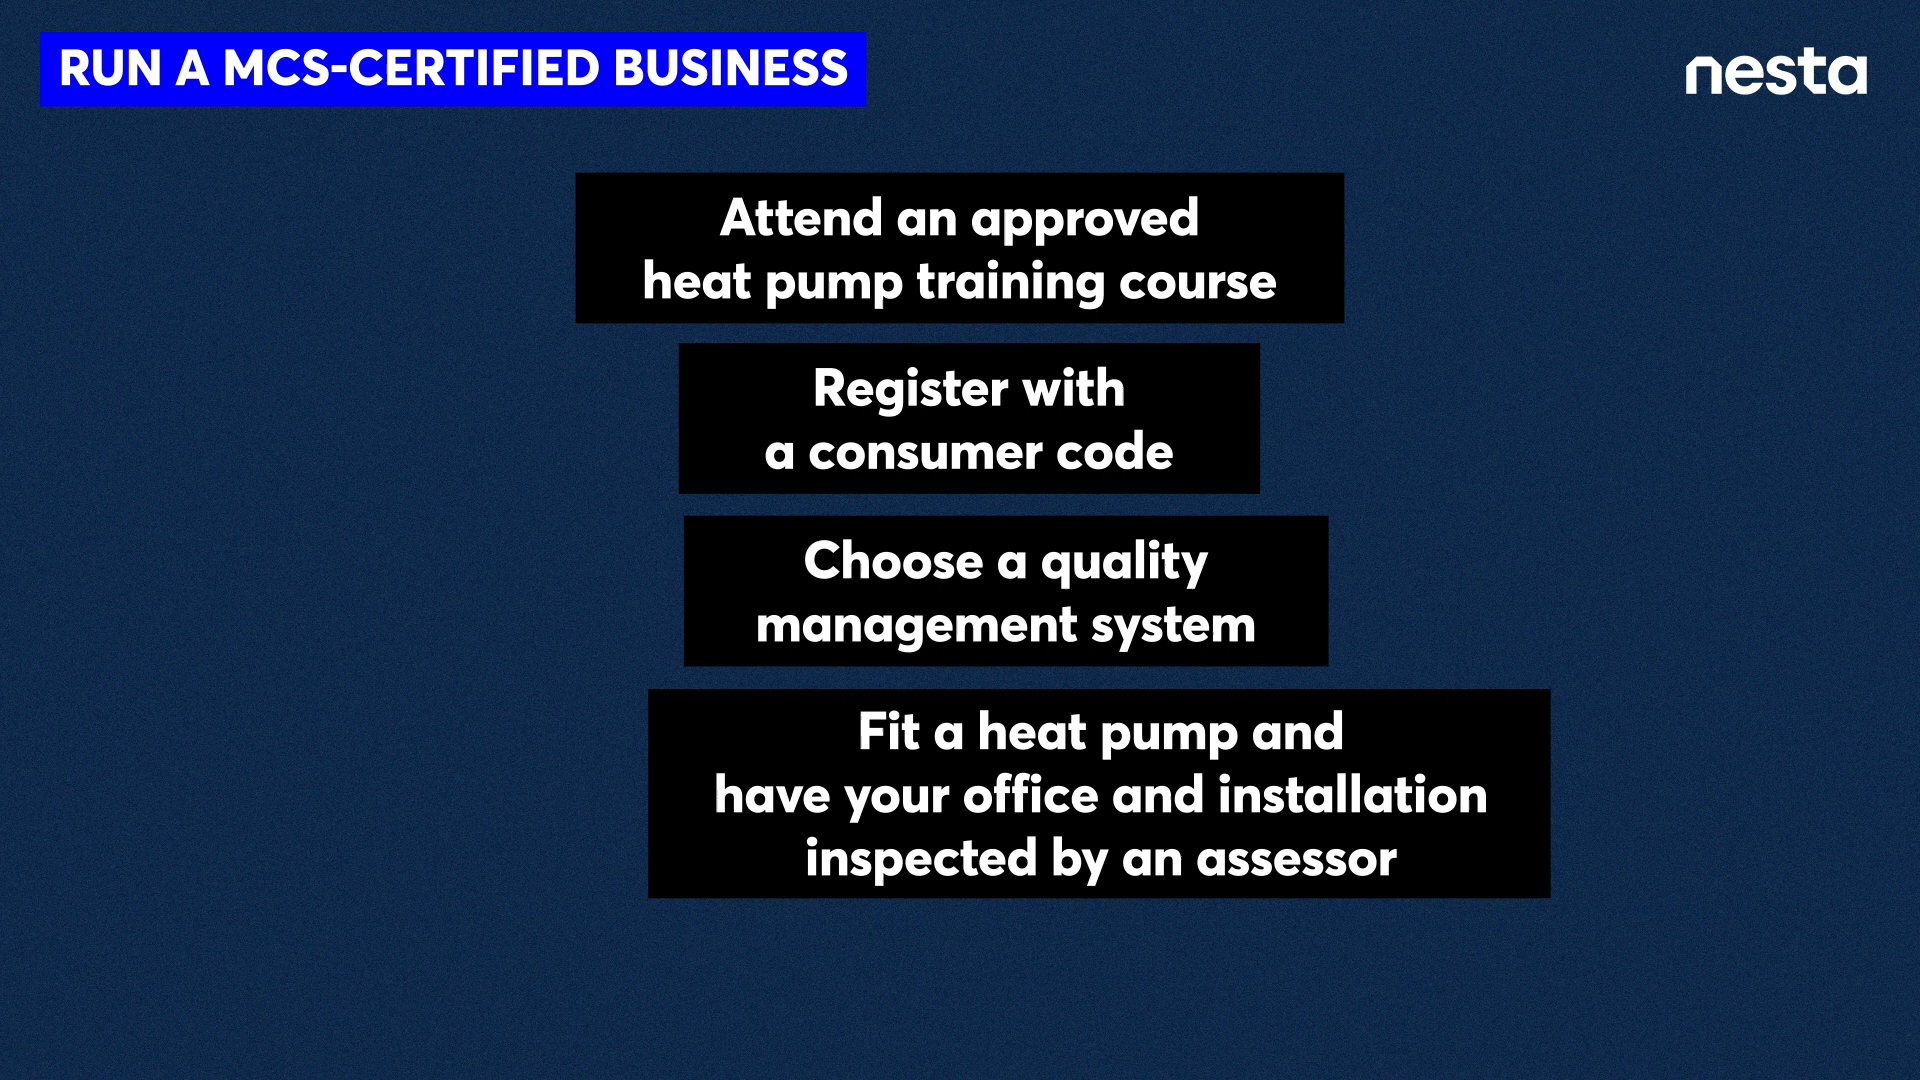 RUN A MCS-CERTIFIED BUSINESS
nesta
Attend an approved
heat pump training course
Register with
a consumer code
Choose a quality
management system
Fit a heat pump and
have your office and installation
inspected by an assessor